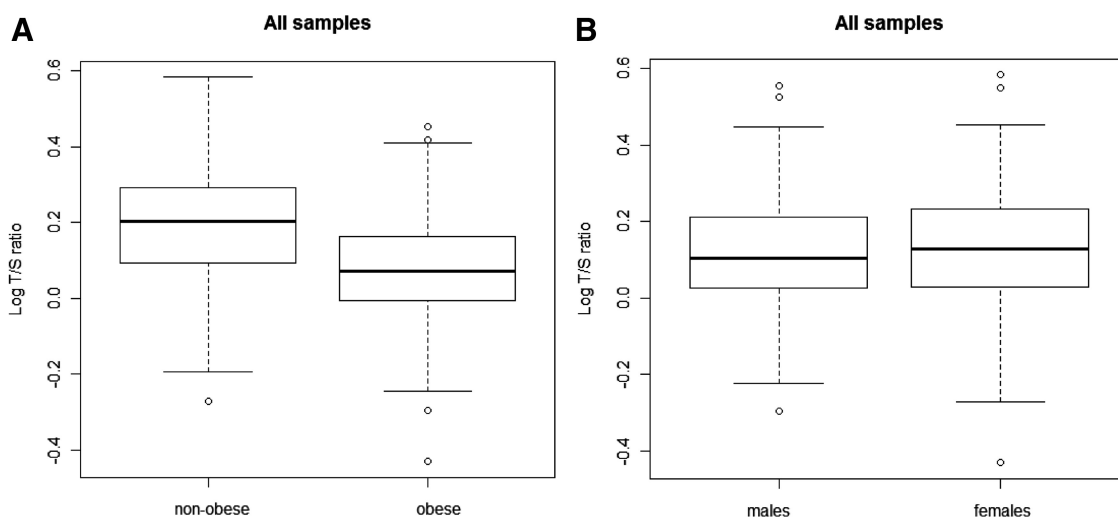 A
All samples
Log T/S ratio
0.6
0.4
0.2
0.0
-0.2
-0.4
non-obese
obese
B
All samples
Log T/S ratio
0.6
0.4
0.2
0.0
-0.2
-0.4
males
females